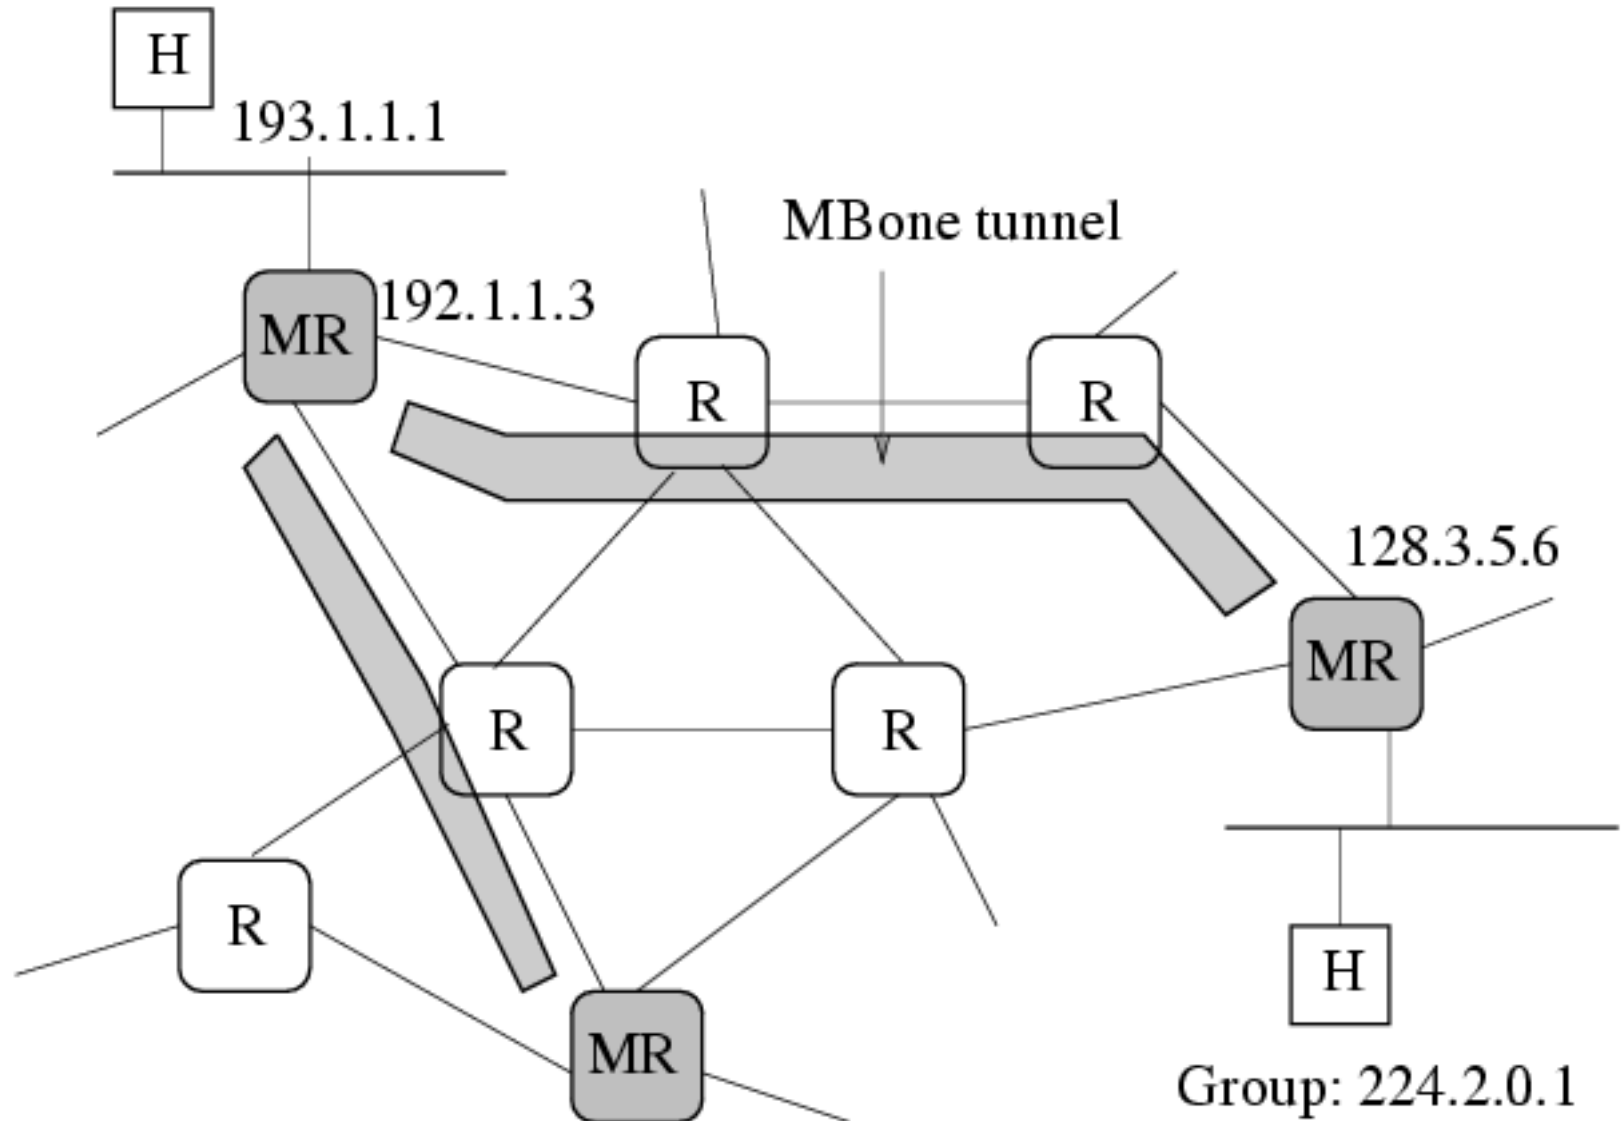 H
193.1.1.1
MBone tunnel
192.1.1.3
MR
R
R
128.3.5.6
MR
R
R
R
H
MR
Group: 224.2.0.1